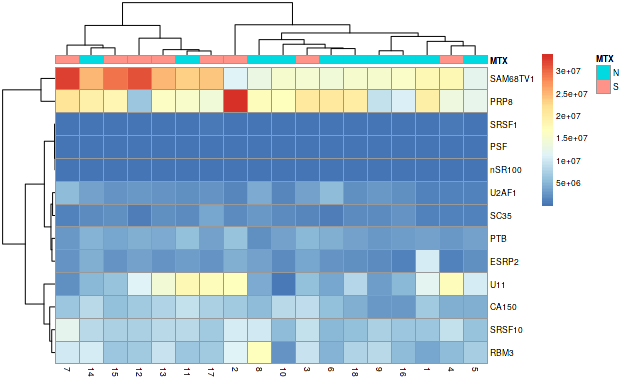 MTX
SAM68TV1
PRP8
SRSF1
PSF
nSR100
U2AF1
SC35
PTB
ESRP2
U11
CA150
SRSF10
RBM3
7 14 15 12 13 11 17 2 8 10 3 6 18 9 16 1 4 5
3e+07
2.5e+07
2e+07
1.5e+07
1e+07
5e+06
MTX
N
S